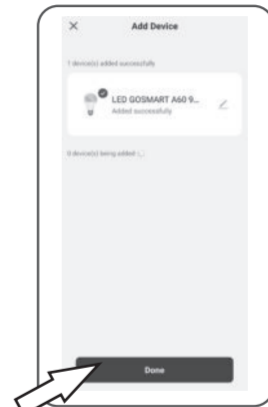 Add Device
1 device(s) added successfully
LED GOSMART A60 9...
Added successfully
0 device(s) being added
Done